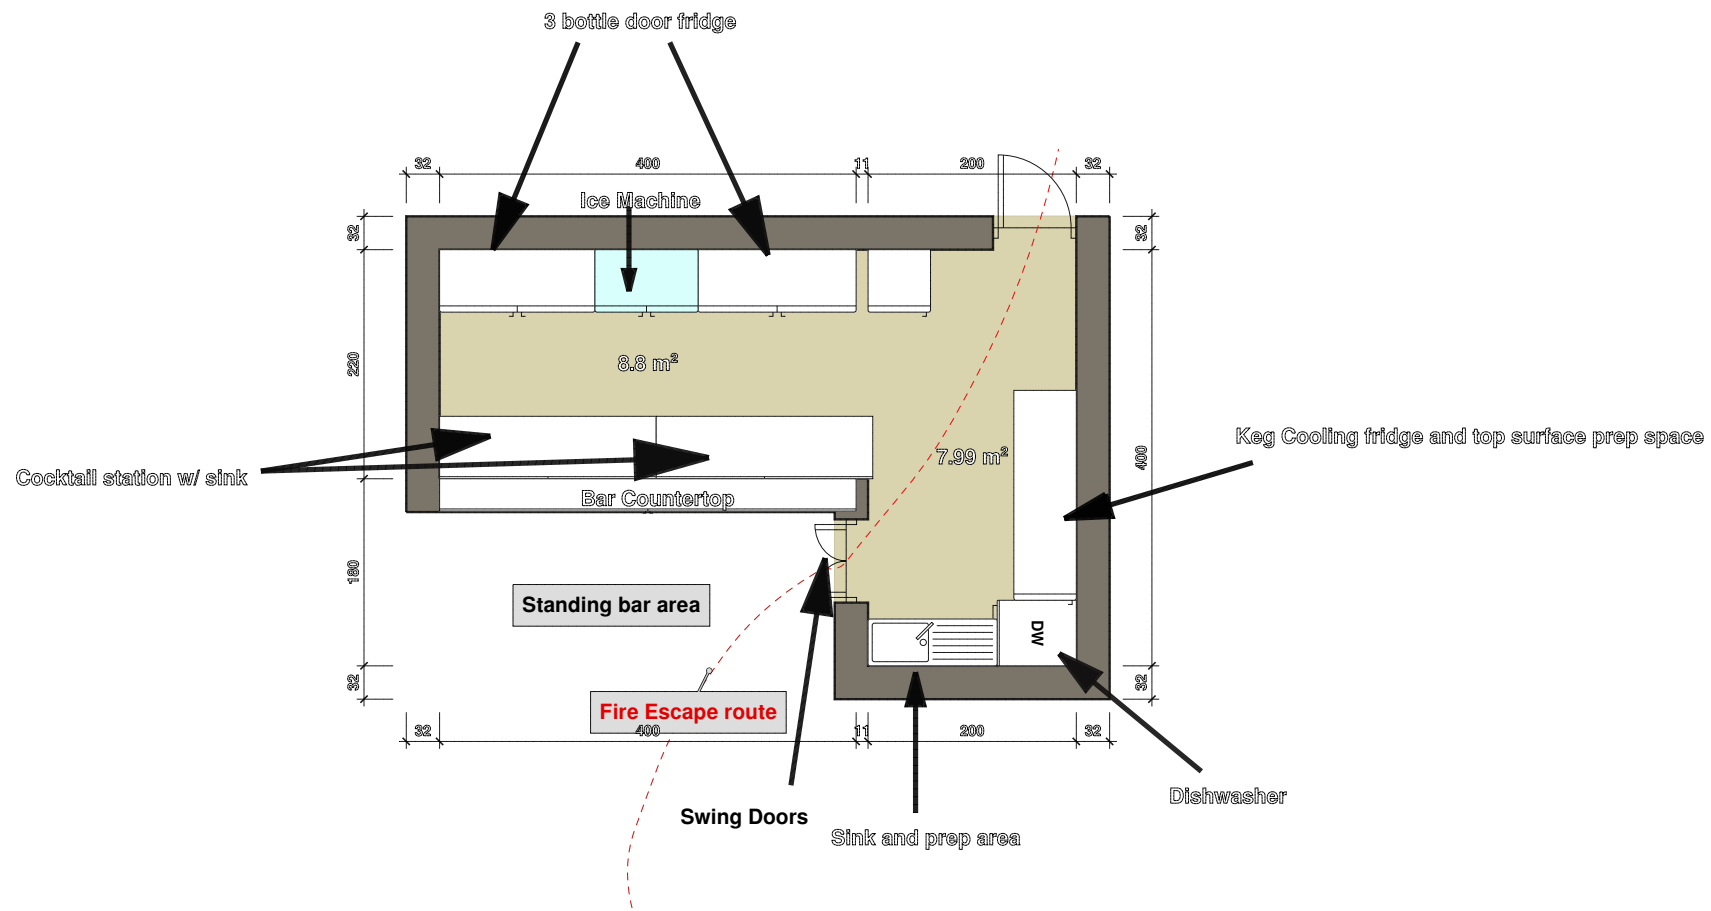 3 bottle door fridge
32
400
11
200
32
Ice Machine
32
32
220
8.8 m²
400
7.99 m²
Keg Cooling fridge and top surface prep space
Cocktail station w/ sink
Bar Countertop
180
Standing bar area
DW
32
32
Fire Escape route
32
400
11
200
32
Swing Doors
Sink and prep area
Dishwasher